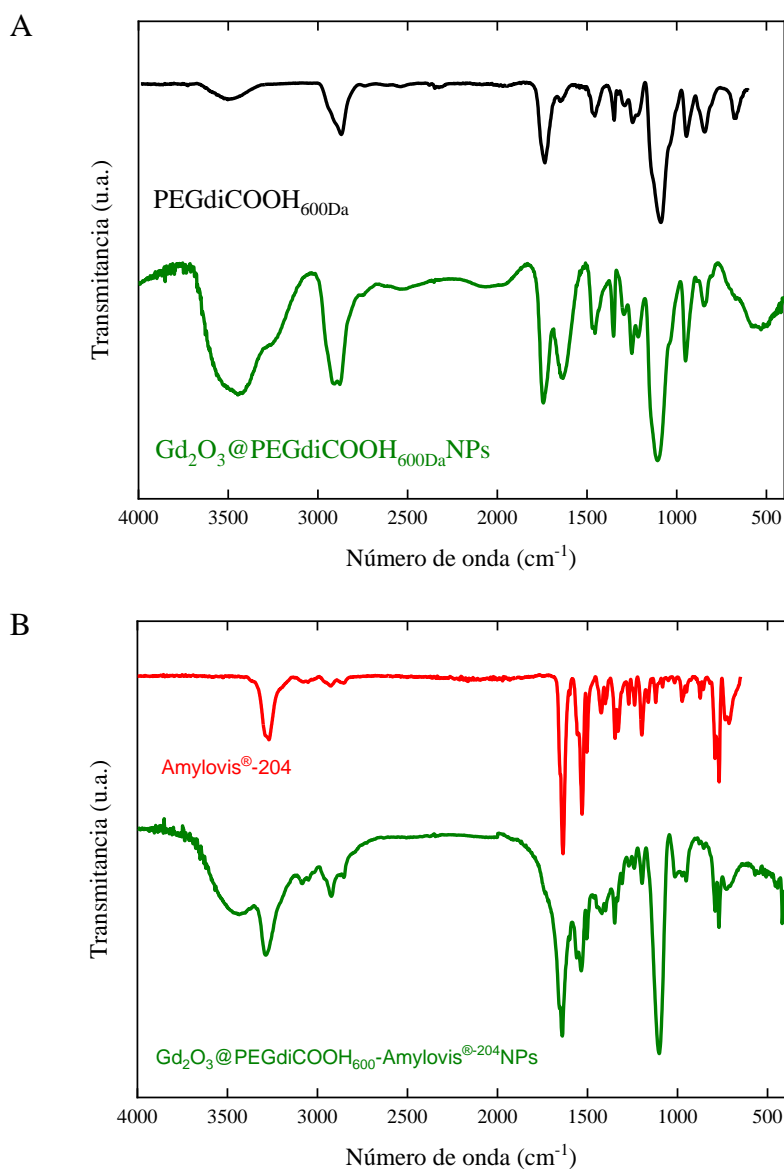 A
Transmitancia (u.a.)
PEGdiCOOH600Da
Gd2O3@PEGdiCOOH600DaNPs
4000 3500 3000 2500 2000 1500 1000 500
Número de onda (cm-1)
B
Transmitancia (u.a.)
Amylovis®-204
Gd2O3@PEGdiCOOH600-Amylovis®-204NPs
4000 3500 3000 2500 2000 1500 1000 500
Número de onda (cm-1)